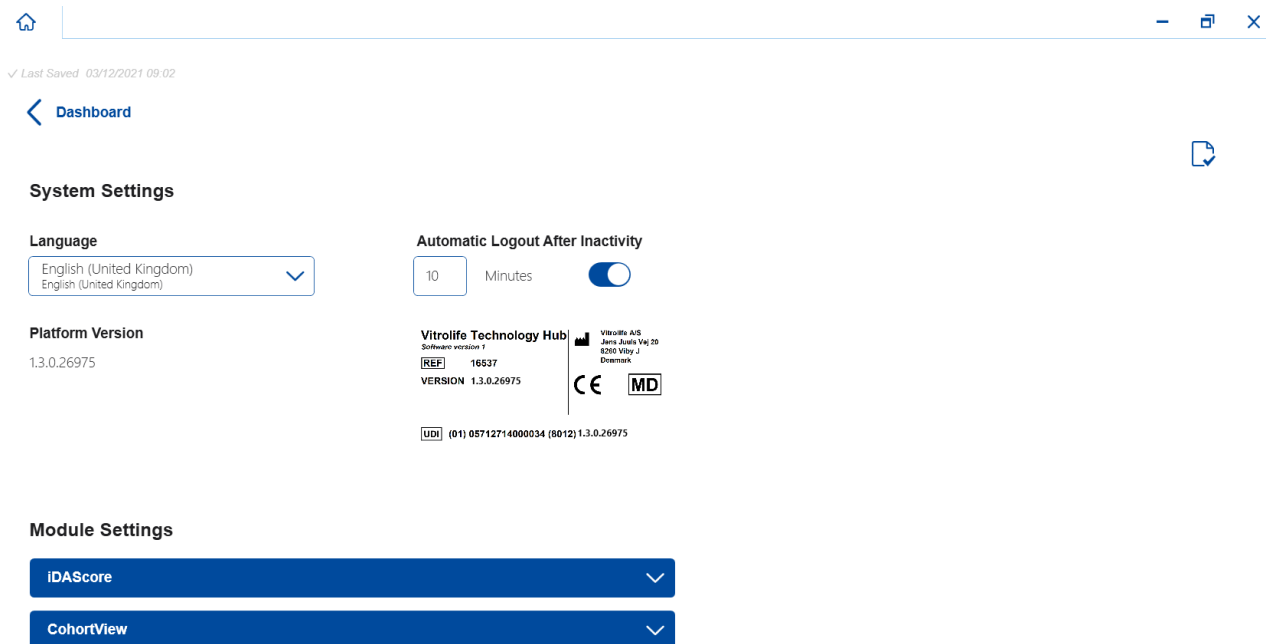 Last Saved 03/12/2021 09:02
Dashboard
System Settings
Language
English (United Kingdom)
English (United Kingdom)
Automatic Logout After Inactivity
10 Minutes
Platform Version
1.3.0.26975
Vitrolife Technology Hub
Software version 1
REF 16537
VERSION 1.3.0.26975
Vitrolife A/S
Jens Juuls Vej 20
8260 Viby J
Denmark
CE MD
UDI (01) 05712714000034 (8012)1.3.0.26975
Module Settings
iDAScore
CohortView